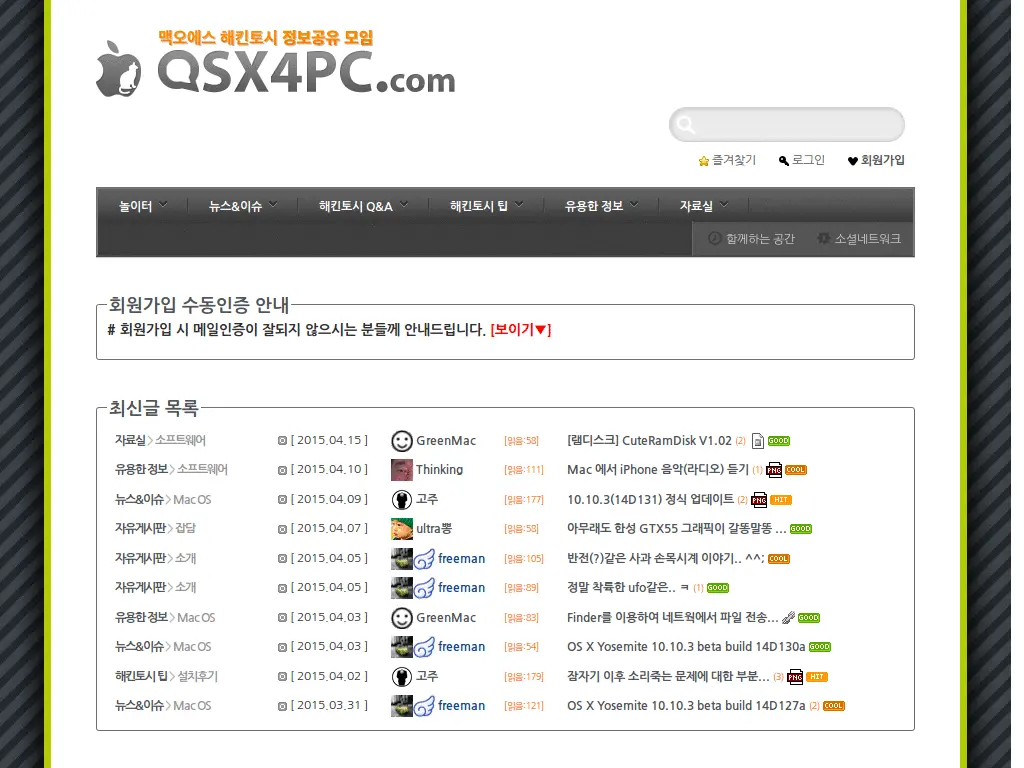 맥오에스 해킨토시 정보공유 모임
OSX4PC.com
즐겨찾기 로그인 회원가입
놀이터 뉴스&이슈 해킨토시 Q&A 해킨토시 팁 유용한 정보 자료실
함께하는 공간 소셜네트워크
회원가입 수동인증 안내
# 회원가입 시 메일인증이 잘되지 않으시는 분들께 안내드립니다. [보이기▼]
최신글 목록
자료실 > 소프트웨어 [ 2015.04.15 ] GreenMac [읽음:58] [램디스크] CuteRamDisk V1.02 (2) GOOD
유용한 정보 > 소프트웨어 [ 2015.04.10 ] Thinking [읽음:111] Mac 에서 iPhone 음악(라디오) 듣기 (1) PNG COOL
뉴스&이슈 > Mac OS [ 2015.04.09 ] 고주 [읽음:177] 10.10.3(14D131) 정식 업데이트 (2) PNG HIT
자유게시판 > 잡담 [ 2015.04.07 ] ultra뽕 [읽음:58] 아무래도 한성 GTX55 그래픽이 갈똥말똥 ... GOOD
자유게시판 > 소개 [ 2015.04.05 ] freeman [읽음:105] 반전(?)같은 사과 손목시계 이야기.. ^^; COOL
자유게시판 > 소개 [ 2015.04.05 ] freeman [읽음:89] 정말 착륙한 ufo같은.. ㅋ (1) GOOD
유용한 정보 > Mac OS [ 2015.04.03 ] GreenMac [읽음:83] Finder를 이용하여 네트웍에서 파일 전송... GOOD
뉴스&이슈 > Mac OS [ 2015.04.03 ] freeman [읽음:54] OS X Yosemite 10.10.3 beta build 14D130a GOOD
해킨토시 팁 > 설치후기 [ 2015.04.02 ] 고주 [읽음:179] 잠자기 이후 소리죽는 문제에 대한 부분... (3) PNG HIT
뉴스&이슈 > Mac OS [ 2015.03.31 ] freeman [읽음:121] OS X Yosemite 10.10.3 beta build 14D127a (2) COOL